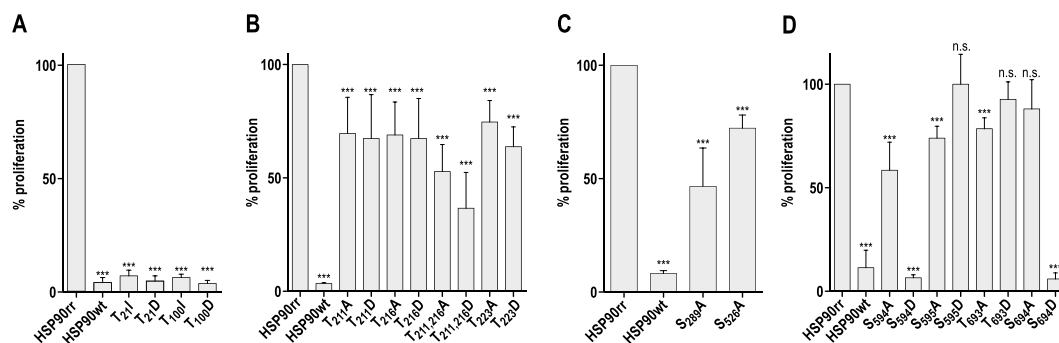 A
% proliferation
100
50
0
***
***
***
***
***
HSP90rr
HSP90wt
T21I
T21D
T100I
T100D
B
% proliferation
100
50
0
***
***
***
***
***
***
***
***
***
HSP90rr
HSP90wt
T211A
T211D
T216A
T216D
T211,216A
T211,216D
T223A
T223D
C
% proliferation
100
50
0
***
***
***
HSP90rr
HSP90wt
S289A
S526A
D
% proliferation
100
50
0
***
***
***
***
n.s.
***
n.s.
n.s.
***
HSP90rr
HSP90wt
S594A
S594D
S595A
S595D
T693A
T693D
S694A
S694D